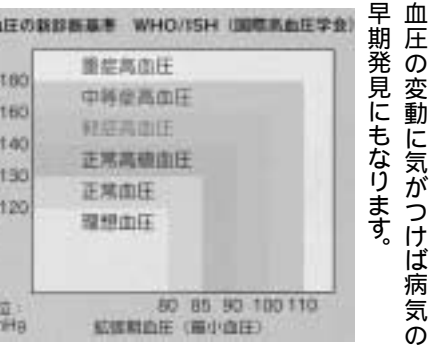 血圧の変動に気がつけば病気の
早期発見にもなります。
圧の新診断基準 WHO/ISH(国際高血圧学会)
重症高血圧
180
中等症高血圧
160
軽症高血圧
140
正常高値血圧
130
正常血圧
120
理想血圧
位:
mHg
80 85 90 100 110
拡張期血圧(最小血圧)